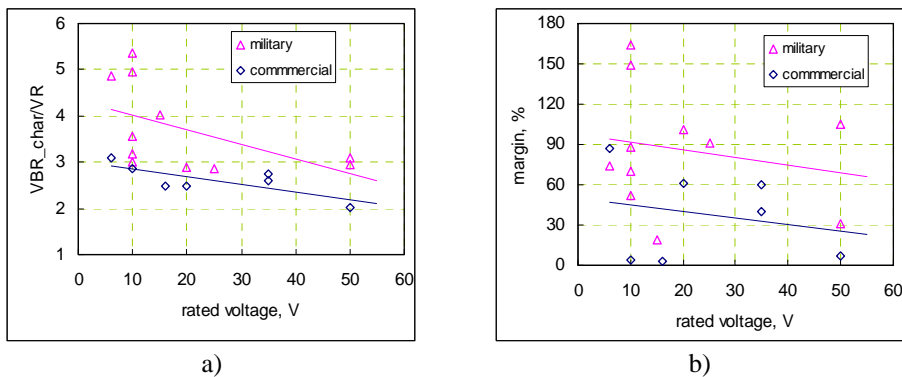 6
5
4
3
2
1
VBR_char/VR
military
commmercial
0 10 20 30 40 50 60
rated voltage, V
a)
180
150
120
90
60
30
0
margin, %
military
commmercial
0 10 20 30 40 50 60
rated voltage, V
b)